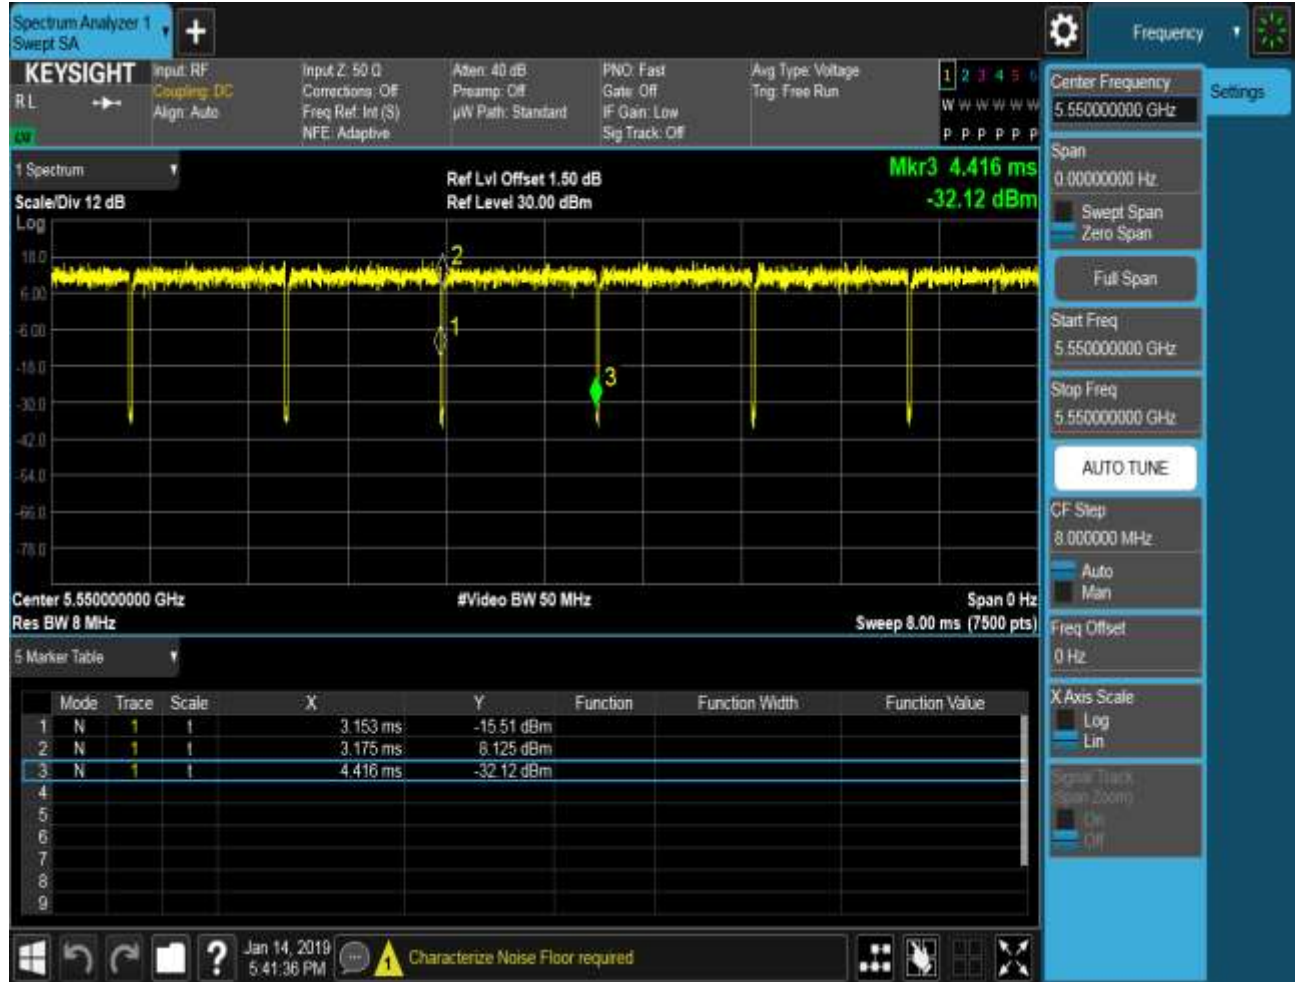 Spectrum Analyzer 1
Swept SA
Frequency
KEYSIGHT
R L
Input: RF
Coupling: DC
Align: Auto
Input Z: 50 Ω
Corrections: Off
Freq Ref: Int (S)
NFE: Adaptive
Atten: 40 dB
Preamp: Off
µW Path: Standard
PNO: Fast
Gate: Off
IF Gain: Low
Sig Track: Off
Avg Type: Voltage
Trig: Free Run
1 2 3 4 5 6
W W W W W W
P P P P P P
1 Spectrum
Scale/Div 12 dB
Log
Ref Lvl Offset 1.50 dB
Ref Level 30.00 dBm
Mkr3 4.416 ms
-32.12 dBm
18.0
6.00
-6.00
-18.0
-30.0
-42.0
-54.0
-66.0
-78.0
2
1
3
Center 5.550000000 GHz
Res BW 8 MHz
#Video BW 50 MHz
Span 0 Hz
Sweep 8.00 ms (7500 pts)
5 Marker Table
Mode Trace Scale X Y Function Function Width Function Value
1 N 1 t 3.153 ms -15.51 dBm
2 N 1 t 3.175 ms 8.125 dBm
3 N 1 t 4.416 ms -32.12 dBm
4
5
6
7
8
9
Jan 14, 2019
5:41:36 PM
1
Characterize Noise Floor required
Center Frequency
5.550000000 GHz
Settings
Span
0.00000000 Hz
Swept Span
Zero Span
Full Span
Start Freq
5.550000000 GHz
Stop Freq
5.550000000 GHz
AUTO TUNE
CF Step
8.000000 MHz
Auto
Man
Freq Offset
0 Hz
X Axis Scale
Log
Lin
Signal Track
(Span Zoom)
On
Off